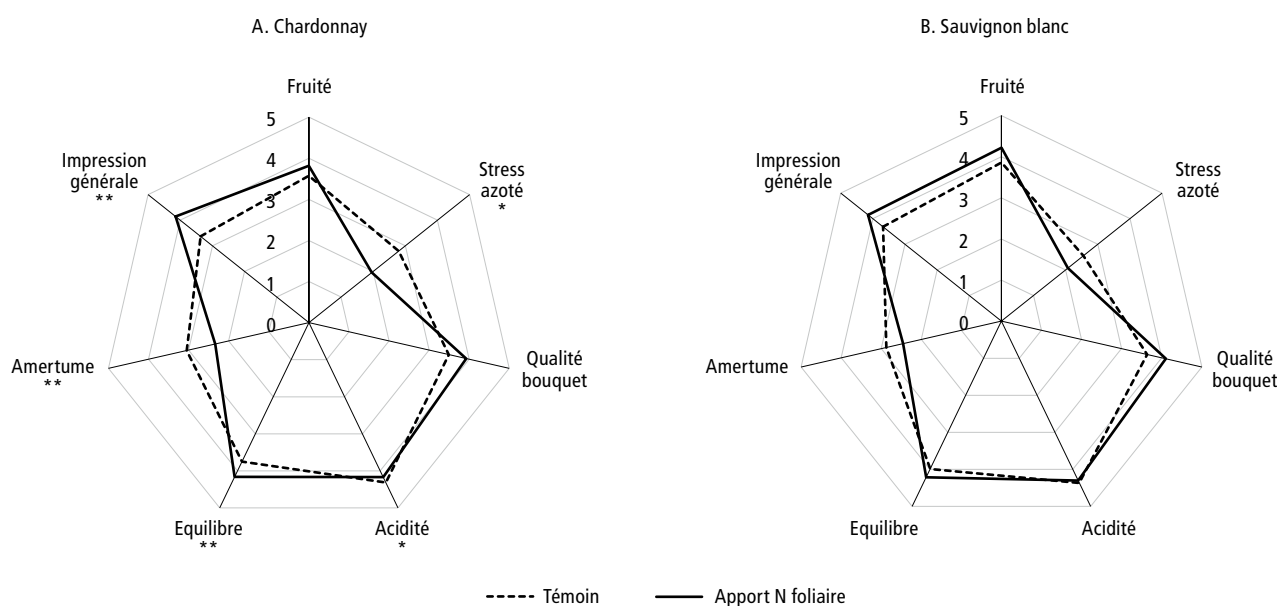 A. Chardonnay
Fruité
5
4
3
2
1
0
Stress
azoté
*
Qualité
bouquet
Acidité
*
Equilibre
**
Amertume
**
Impression
générale
**
B. Sauvignon blanc
Fruité
5
4
3
2
1
0
Stress
azoté
Qualité
bouquet
Acidité
Equilibre
Amertume
Impression
générale
Témoin
Apport N foliaire